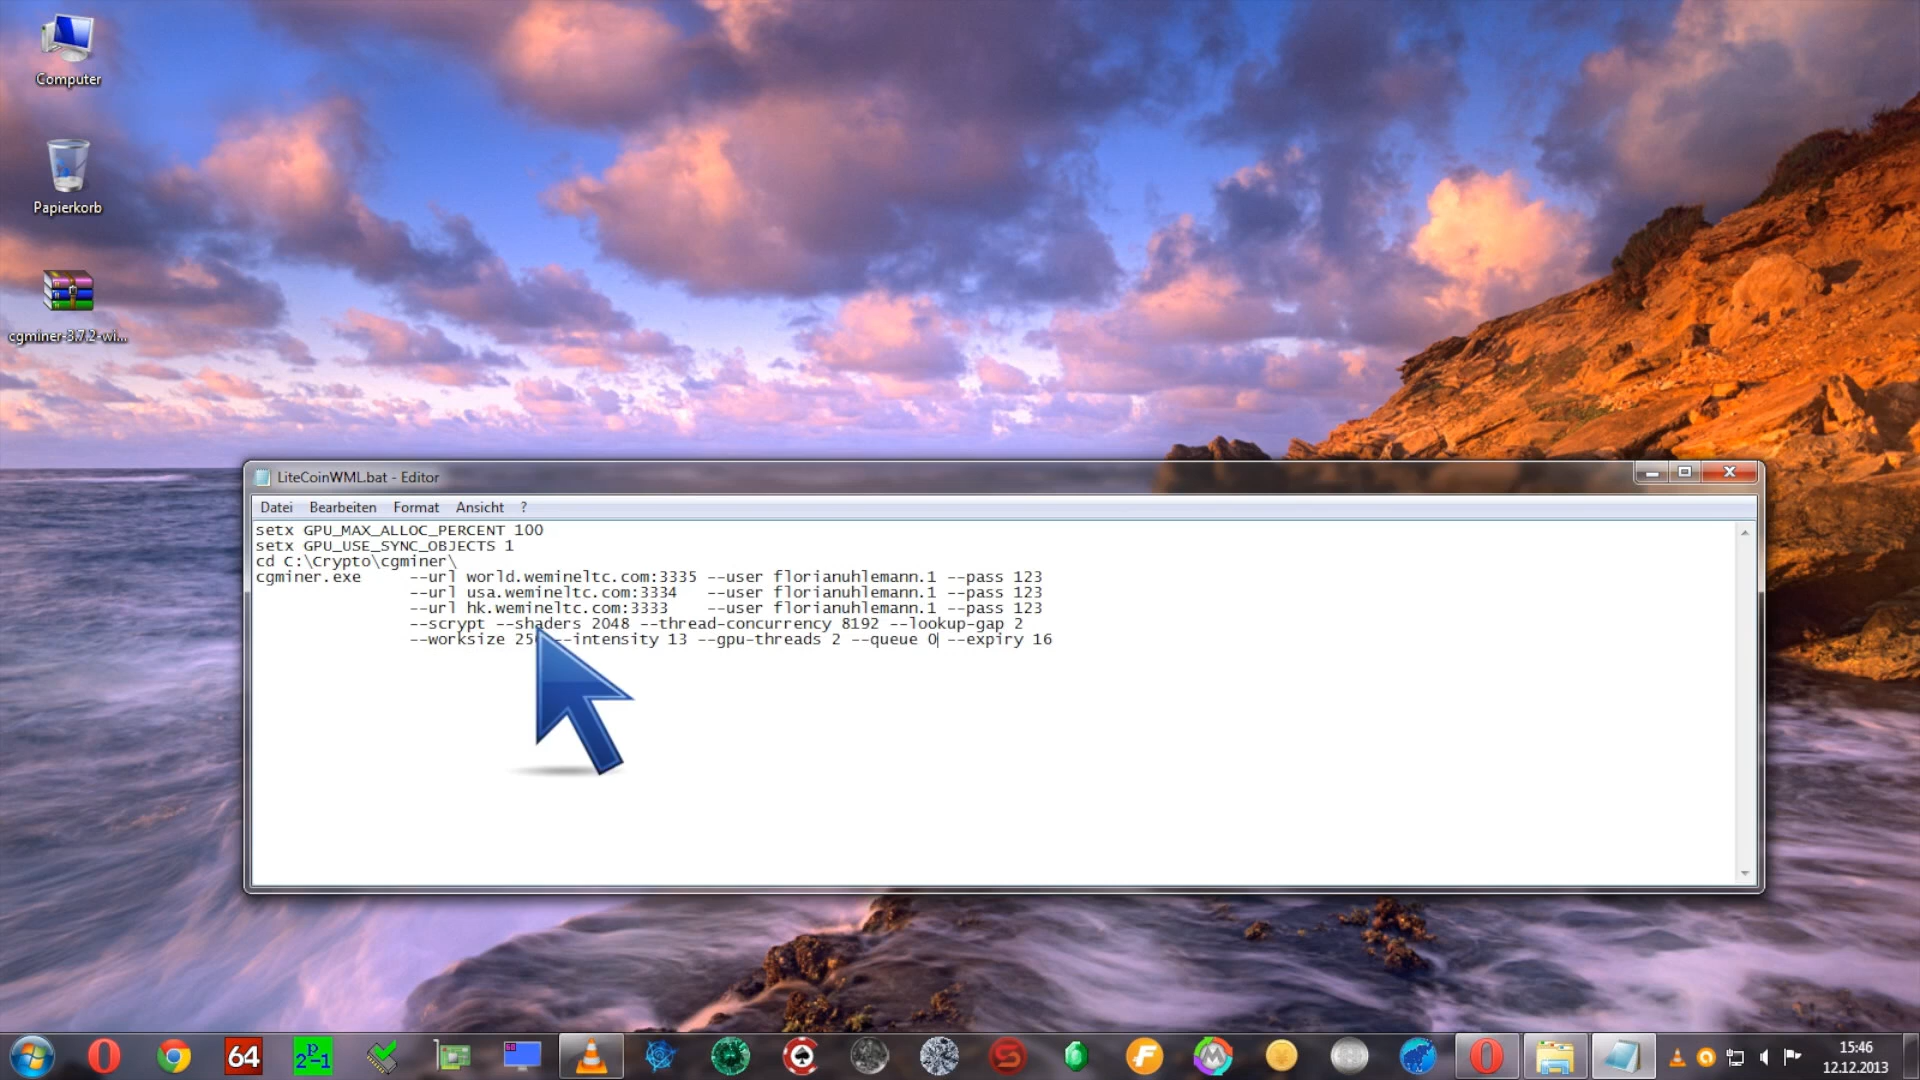 Computer
Papierkorb
cgminer-3.7.2-wi...
LiteCoinWML.bat - Editor
Datei Bearbeiten Format Ansicht ?
setx GPU_MAX_ALLOC_PERCENT 100
setx GPU_USE_SYNC_OBJECTS 1
cd C:\Crypto\cgminer\
cgminer.exe --url world.wemineltc.com:3335 --user florianuhlemann.1 --pass 123
--url usa.wemineltc.com:3334 --user florianuhlemann.1 --pass 123
--url hk.wemineltc.com:3333 --user florianuhlemann.1 --pass 123
--scrypt --shaders 2048 --thread-concurrency 8192 --lookup-gap 2
--worksize 256 --intensity 13 --gpu-threads 2 --queue 0 --expiry 16
64
2P-1
15:46
12.12.2013